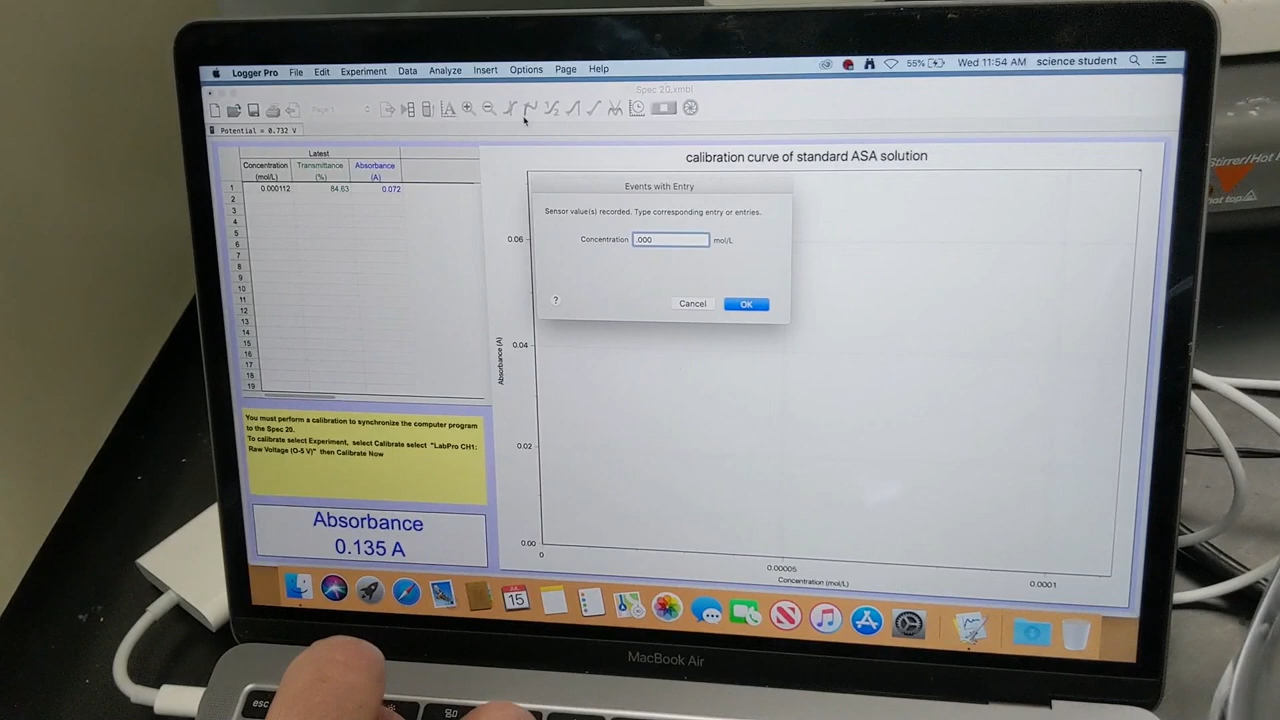 Logger Pro File Edit Experiment Data Analyze Insert Options Page Help 55% Wed 11:54 AM science student
Spec 20.xmbl
Page 1
Potential = 0.732 V
Latest
Concentration Transmittance Absorbance
(mol/L) (%) (A)
1 0.000112 84.63 0.072
2
3
4
5
6
7
8
9
10
11
12
13
14
15
16
17
18
19
You must perform a calibration to synchronize the computer program
to the Spec 20.
To calibrate select Experiment, select Calibrate select "LabPro CH1:
Raw Voltage (O-5 V)" then Calibrate Now
Absorbance
0.135 A
calibration curve of standard ASA solution
Events with Entry
Sensor value(s) recorded. Type corresponding entry or entries.
Concentration .000 mol/L
? Cancel OK
0.06
0.04
0.02
0.00
Absorbance (A)
0 0.00005 0.0001
Concentration (mol/L)
JUL
15
MacBook Air
esc
Stirrer/Hot
hot top